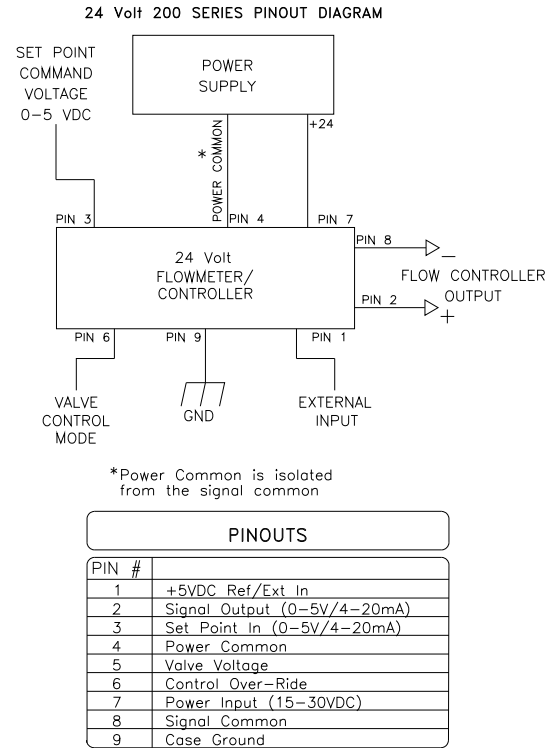 24 Volt 200 SERIES PINOUT DIAGRAM
SET POINT
COMMAND
VOLTAGE
0-5 VDC
POWER
SUPPLY
* POWER COMMON
+24
PIN 3
PIN 4
PIN 7
24 Volt
FLOWMETER/
CONTROLLER
PIN 8
-
FLOW CONTROLLER
OUTPUT
PIN 2
+
PIN 6
PIN 9
PIN 1
VALVE
CONTROL
MODE
GND
EXTERNAL
INPUT
*Power Common is isolated
from the signal common
PINOUTS
PIN #
1 +5VDC Ref/Ext In
2 Signal Output (0-5V/4-20mA)
3 Set Point In (0-5V/4-20mA)
4 Power Common
5 Valve Voltage
6 Control Over-Ride
7 Power Input (15-30VDC)
8 Signal Common
9 Case Ground